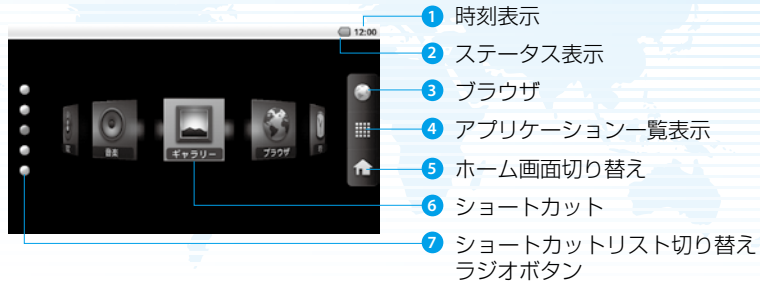 12:00
音楽
ギャラリー
ブラウザ
1 時刻表示
2 ステータス表示
3 ブラウザ
4 アプリケーション一覧表示
5 ホーム画面切り替え
6 ショートカット
7 ショートカットリスト切り替え
ラジオボタン